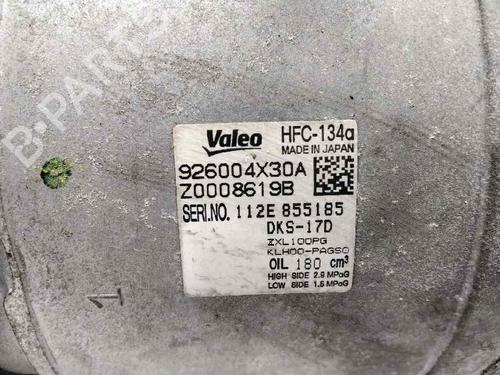 B-PARTS
Valeo HFC-134a
MADE IN JAPAN
926004X30A
Z0008619B
SERI.NO. 112E 855185
DKS-17D
ZXL100PG
KLH00-PAGS0
OIL 180 cm³
HIGH SIDE 2.9 MPaG
LOW SIDE 1.6 MPaG